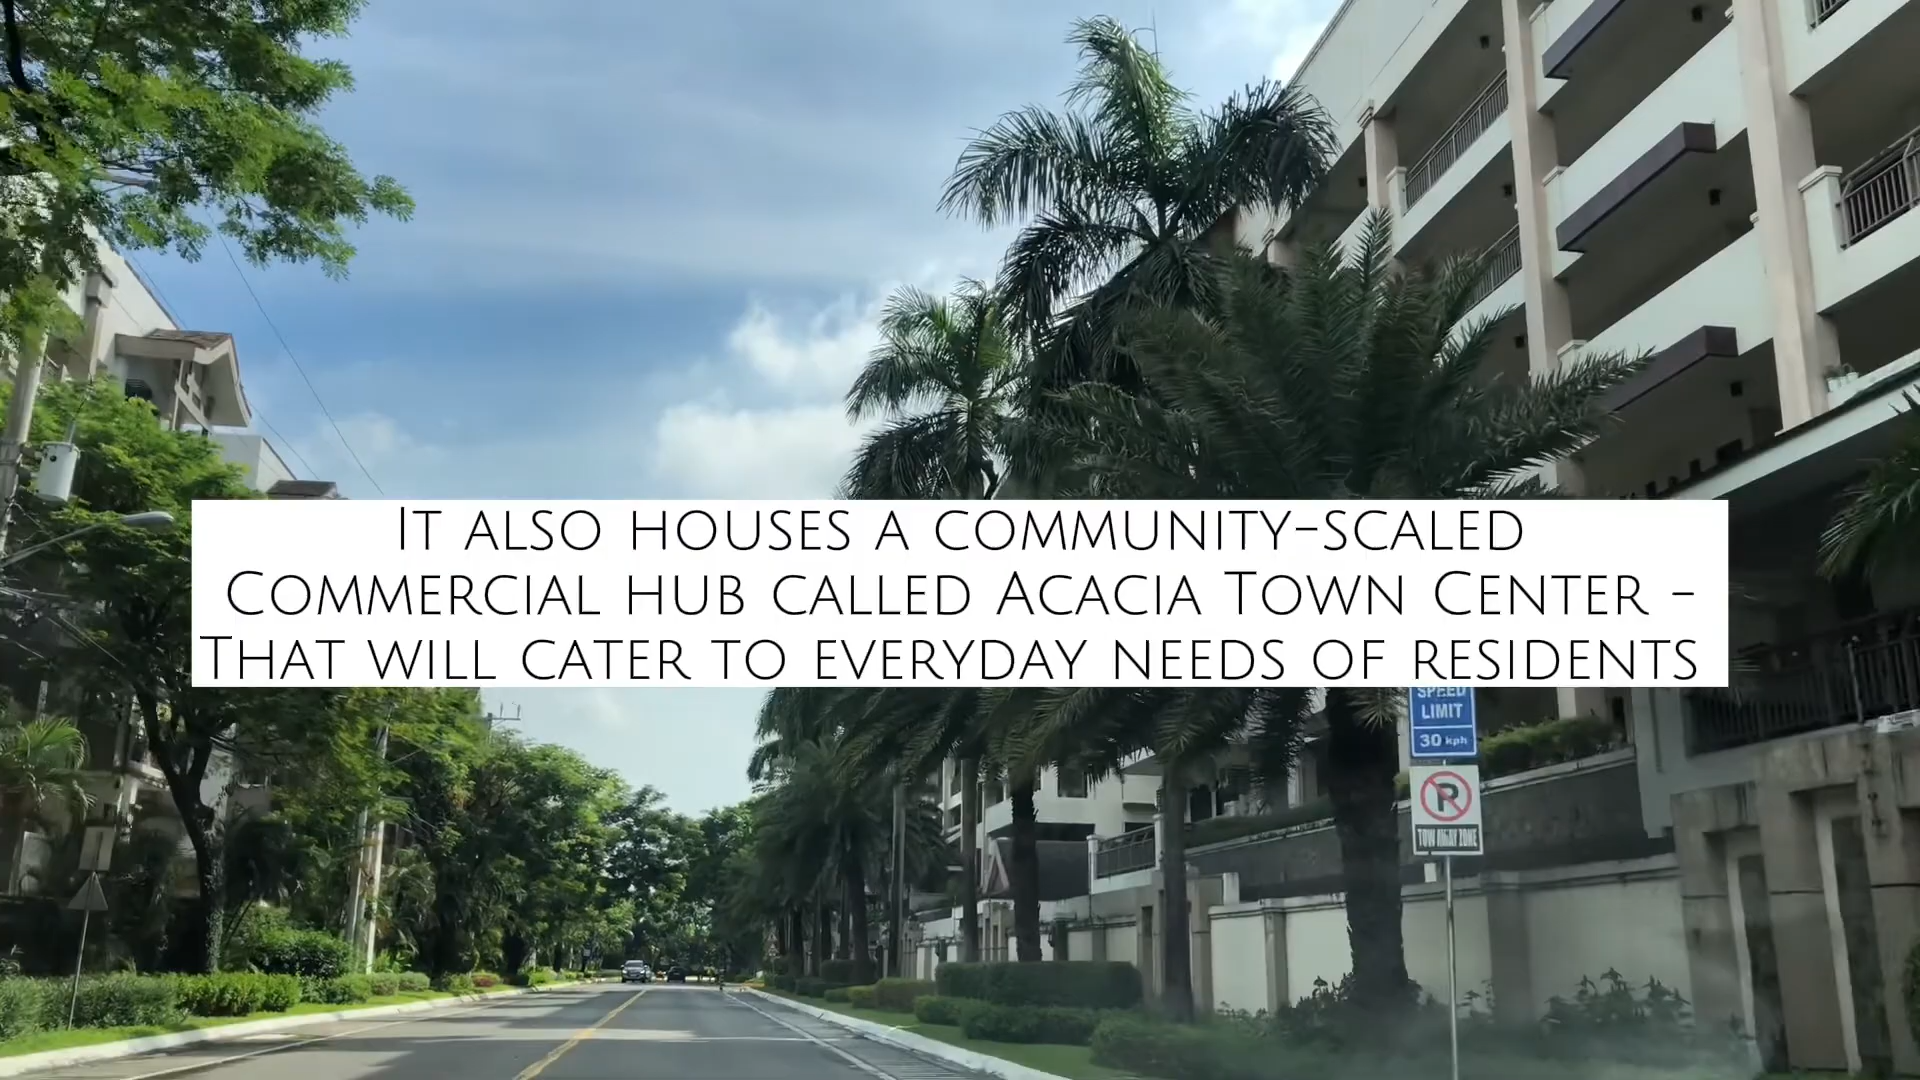 It also houses a community-scaled
Commercial hub called Acacia Town Center -
That will cater to everyday needs of residents
SPEED
LIMIT
30 kph
P
TOW AWAY ZONE